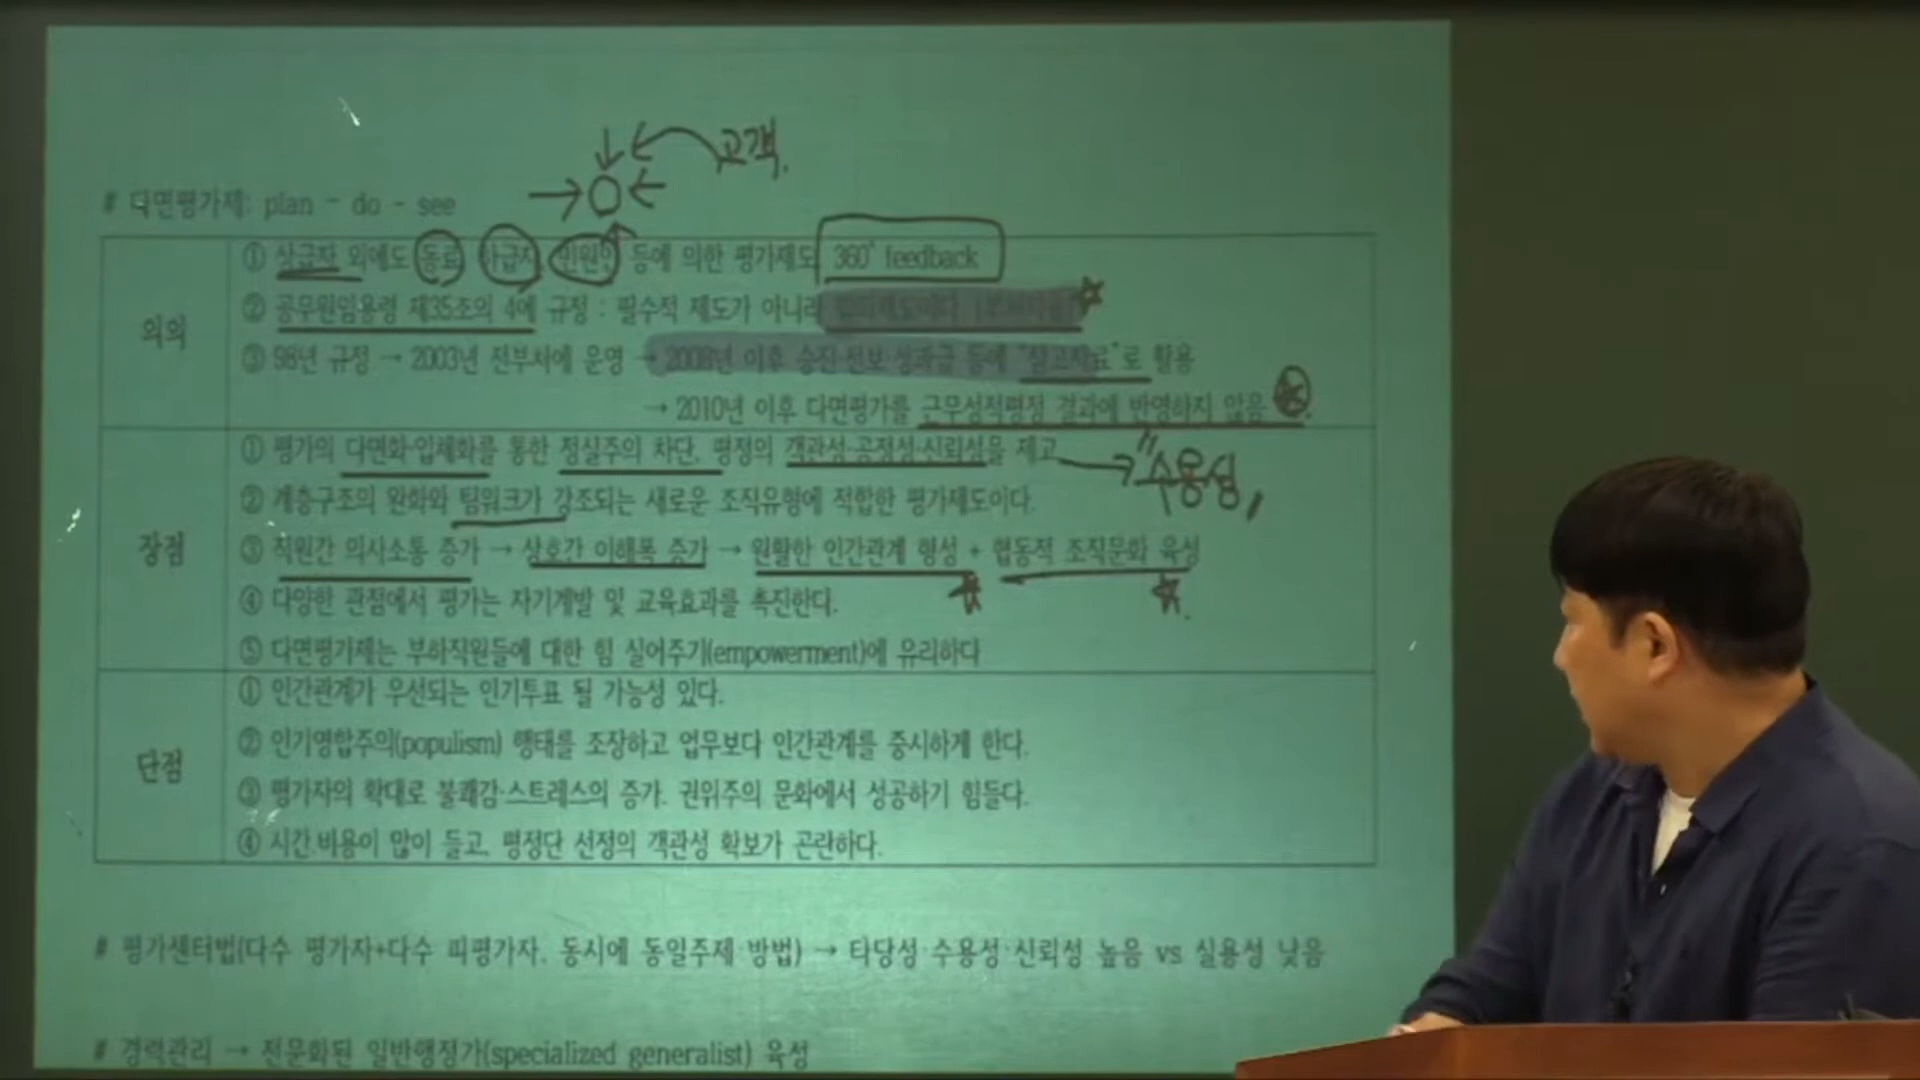 고객.
# 다면평가제: plan - do - see
의의
① 상급자 외에도 동료 하급자 민원인 등에 의한 평가제도 360° feedback
② 공무원임용령 제35조의 4에 규정 : 필수적 제도가 아니라
③ 98년 규정 → 2003년 전부처에 운영 → 2008년 이후 승진·전보·성과급 등에 "참고자료"로 활용
→ 2010년 이후 다면평가를 근무성적평정 결과에 반영하지 않음
장점
① 평가의 다면화·입체화를 통한 정실주의 차단, 평정의 객관성·공정성·신뢰성을 제고 → "수용성"
② 계층구조의 완화와 팀워크가 강조되는 새로운 조직유형에 적합한 평가제도이다.
③ 직원간 의사소통 증가 → 상호간 이해폭 증가 → 원활한 인간관계 형성 + 협동적 조직문화 육성
④ 다양한 관점에서 평가는 자기계발 및 교육효과를 촉진한다.
⑤ 다면평가제는 부하직원들에 대한 힘 실어주기(empowerment)에 유리하다
단점
① 인간관계가 우선되는 인기투표 될 가능성 있다.
② 인기영합주의(populism) 행태를 조장하고 업무보다 인간관계를 중시하게 한다.
③ 평가자의 확대로 불쾌감·스트레스의 증가. 권위주의 문화에서 성공하기 힘들다.
④ 시간.비용이 많이 들고, 평정단 선정의 객관성 확보가 곤란하다.
# 평가센터법(다수 평가자+다수 피평가자, 동시에 동일주제 방법) → 타당성·수용성·신뢰성 높음 vs 실용성 낮음
# 경력관리 → 전문화된 일반행정가(specialized generalist) 육성